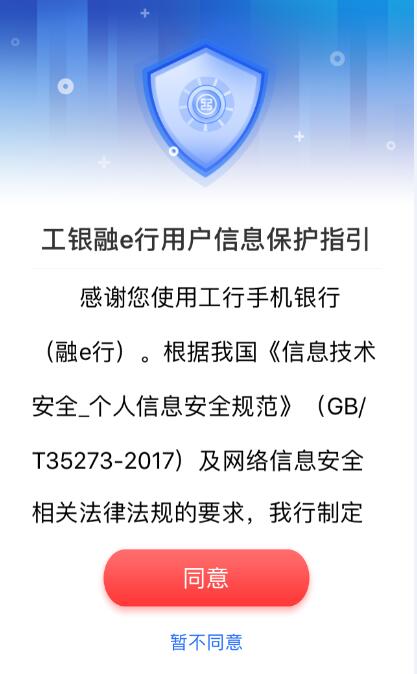 工银融e行用户信息保护指引
感谢您使用工行手机银行
（融e行）。根据我国《信息技术
安全_个人信息安全规范》（GB/
T35273-2017）及网络信息安全
相关法律法规的要求，我行制定
同意
暂不同意